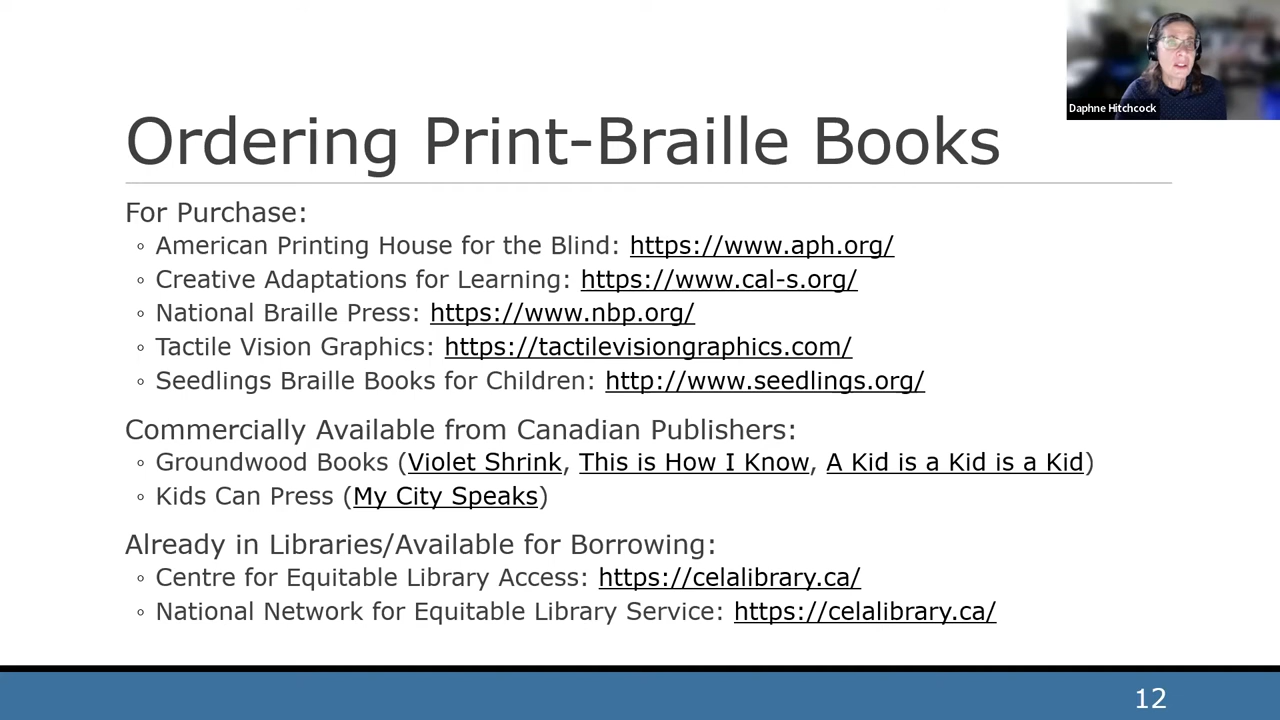 Daphne Hitchcock
Ordering Print-Braille Books
For Purchase:
◦ American Printing House for the Blind: https://www.aph.org/
◦ Creative Adaptations for Learning: https://www.cal-s.org/
◦ National Braille Press: https://www.nbp.org/
◦ Tactile Vision Graphics: https://tactilevisiongraphics.com/
◦ Seedlings Braille Books for Children: http://www.seedlings.org/
Commercially Available from Canadian Publishers:
◦ Groundwood Books (Violet Shrink, This is How I Know, A Kid is a Kid is a Kid)
◦ Kids Can Press (My City Speaks)
Already in Libraries/Available for Borrowing:
◦ Centre for Equitable Library Access: https://celalibrary.ca/
◦ National Network for Equitable Library Service: https://celalibrary.ca/
12